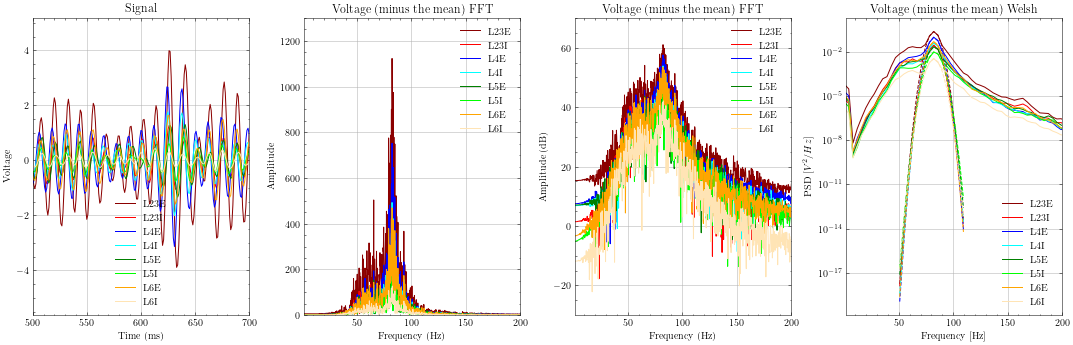 Signal
Voltage
4
2
0
−2
−4
500
550
600
650
700
Time (ms)
L23E
L23I
L4E
L4I
L5E
L5I
L6E
L6I
Voltage (minus the mean) FFT
Amplitude
1200
1000
800
600
400
200
0
50
100
150
200
Frequency (Hz)
L23E
L23I
L4E
L4I
L5E
L5I
L6E
L6I
Voltage (minus the mean) FFT
Amplitude (dB)
60
40
20
0
−20
50
100
150
200
Frequency (Hz)
L23E
L23I
L4E
L4I
L5E
L5I
L6E
L6I
Voltage (minus the mean) Welsh
PSD [V²/Hz]
10⁻²
10⁻⁵
10⁻⁸
10⁻¹¹
10⁻¹⁴
10⁻¹⁷
50
100
150
200
Frequency [Hz]
L23E
L23I
L4E
L4I
L5E
L5I
L6E
L6I